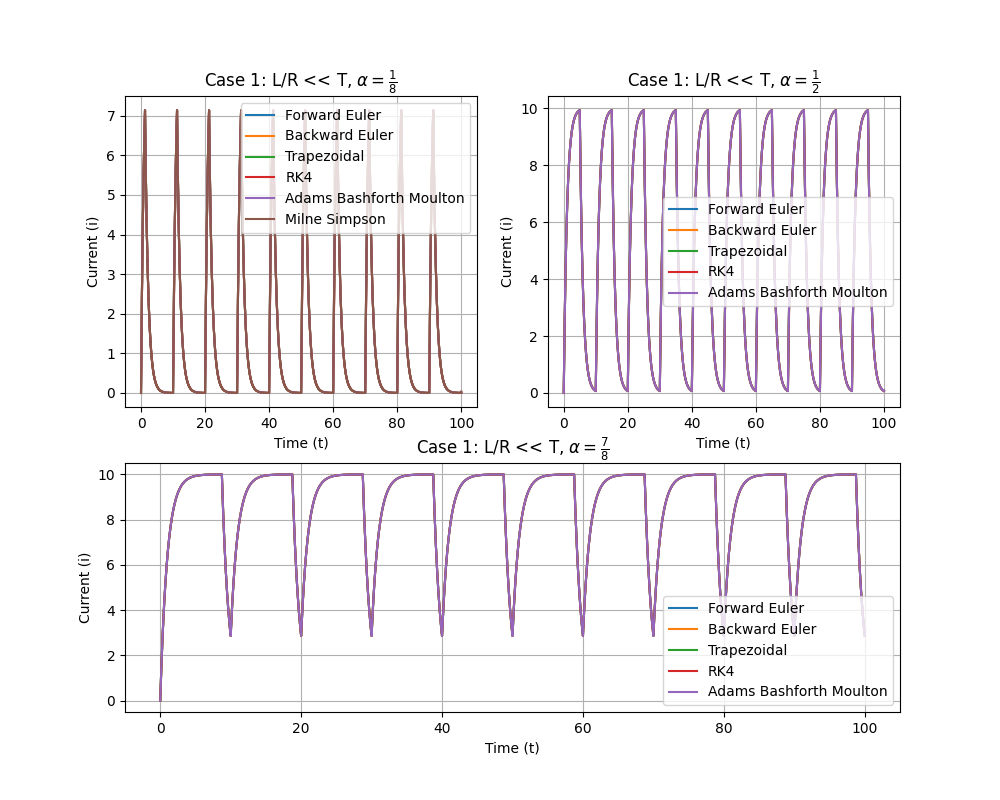 Case 1: L/R << T, α = 1/8
7
6
5
4
3
2
1
0
Current (i)
0 20 40 60 80 100
Time (t)
Forward Euler
Backward Euler
Trapezoidal
RK4
Adams Bashforth Moulton
Milne Simpson
Case 1: L/R << T, α = 1/2
10
8
6
4
2
0
Current (i)
0 20 40 60 80 100
Time (t)
Forward Euler
Backward Euler
Trapezoidal
RK4
Adams Bashforth Moulton
Case 1: L/R << T, α = 7/8
10
8
6
4
2
0
Current (i)
0 20 40 60 80 100
Time (t)
Forward Euler
Backward Euler
Trapezoidal
RK4
Adams Bashforth Moulton